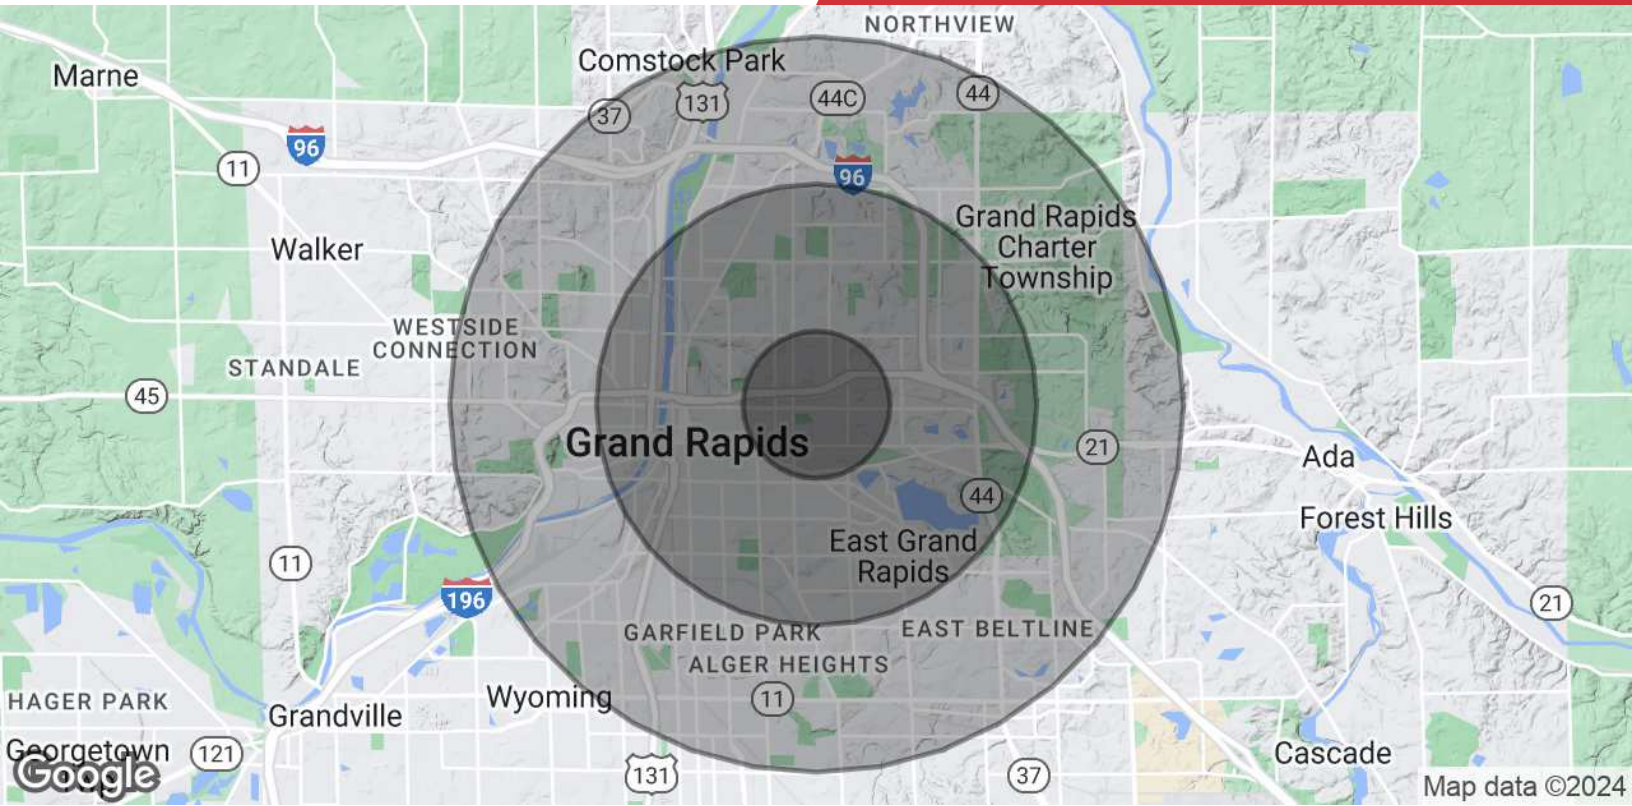 NORTHVIEW
Comstock Park
Marne
131
44C
44
37
96
11
96
Grand Rapids
Charter
Township
Walker
WESTSIDE
CONNECTION
STANDALE
45
Grand Rapids
21
Ada
44
Forest Hills
East Grand
Rapids
11
196
21
GARFIELD PARK
EAST BELTLINE
ALGER HEIGHTS
HAGER PARK
Wyoming
11
Grandville
Georgetown
121
Cascade
Google
131
37
Map data ©2024